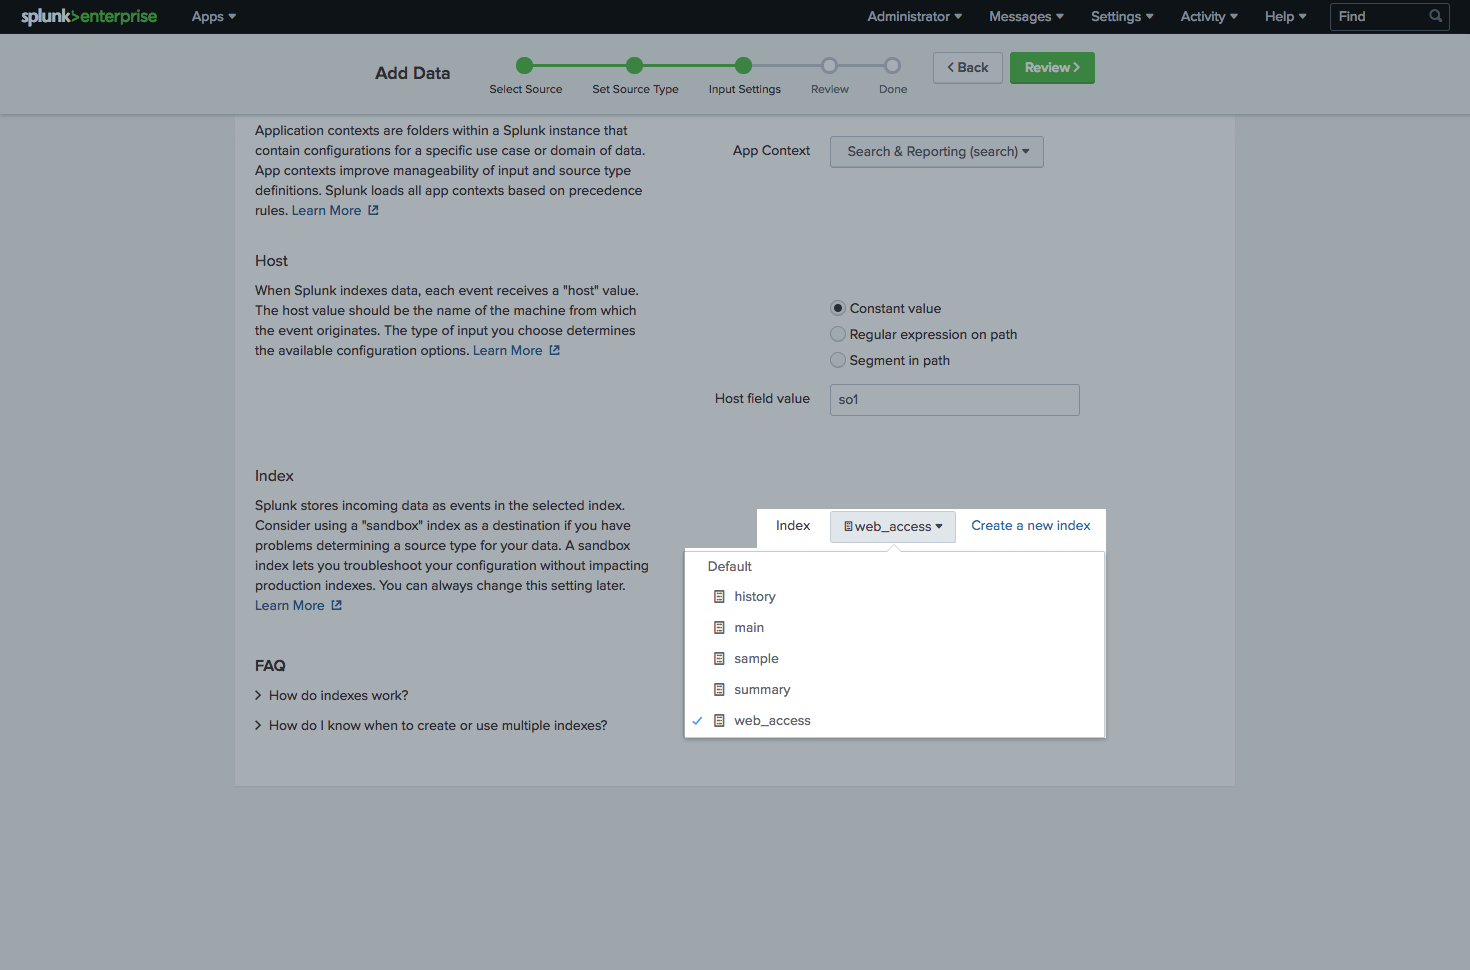 splunk>enterprise Apps Administrator Messages Settings Activity Help Find
Add Data
Select Source Set Source Type Input Settings Review Done
< Back
Review >
Application contexts are folders within a Splunk instance that
contain configurations for a specific use case or domain of data.
App contexts improve manageability of input and source type
definitions. Splunk loads all app contexts based on precedence
rules. Learn More
App Context Search & Reporting (search)
Host
When Splunk indexes data, each event receives a "host" value.
The host value should be the name of the machine from which
the event originates. The type of input you choose determines
the available configuration options. Learn More
Constant value
Regular expression on path
Segment in path
Host field value so1
Index
Splunk stores incoming data as events in the selected index.
Consider using a "sandbox" index as a destination if you have
problems determining a source type for your data. A sandbox
index lets you troubleshoot your configuration without impacting
production indexes. You can always change this setting later.
Learn More
Index web_access Create a new index
Default
history
main
sample
summary
web_access
FAQ
> How do indexes work?
> How do I know when to create or use multiple indexes?